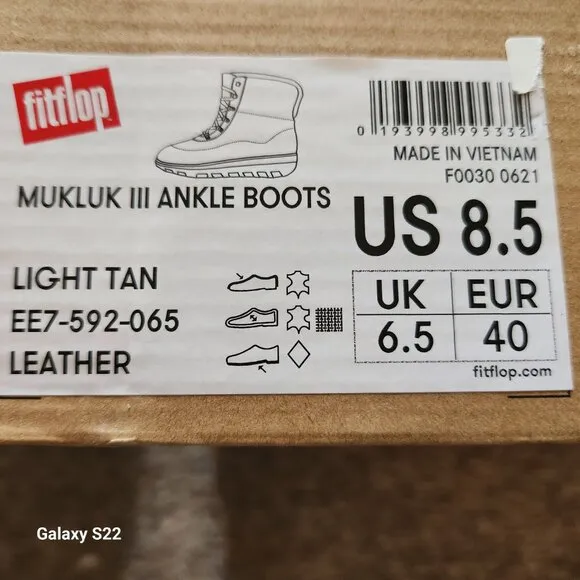 fitflop
0 193998 995332
MADE IN VIETNAM
F0030 0621
MUKLUK III ANKLE BOOTS
US 8.5
LIGHT TAN
EE7-592-065
LEATHER
UK EUR
6.5 40
fitflop.com
Galaxy S22